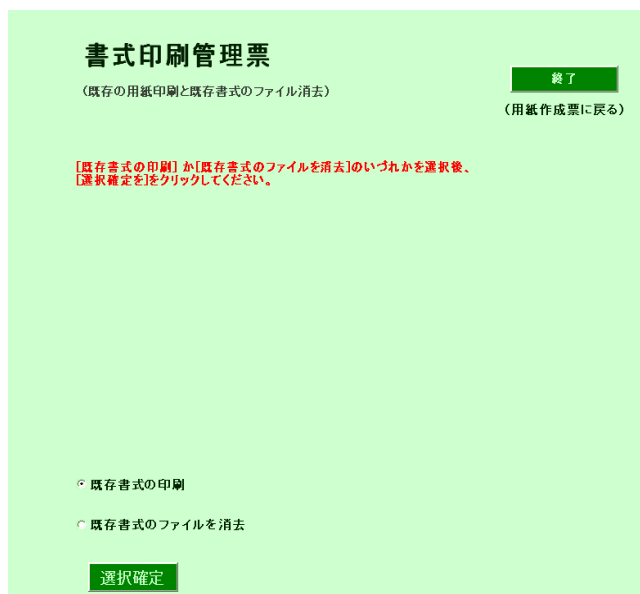 書式印刷管理票
終了
（既存の用紙印刷と既存書式のファイル消去）
（用紙作成票に戻る）
［既存書式の印刷］か［既存書式のファイルを消去］のいづれかを選択後、
［選択確定を］をクリックしてください。
既存書式の印刷
既存書式のファイルを消去
選択確定